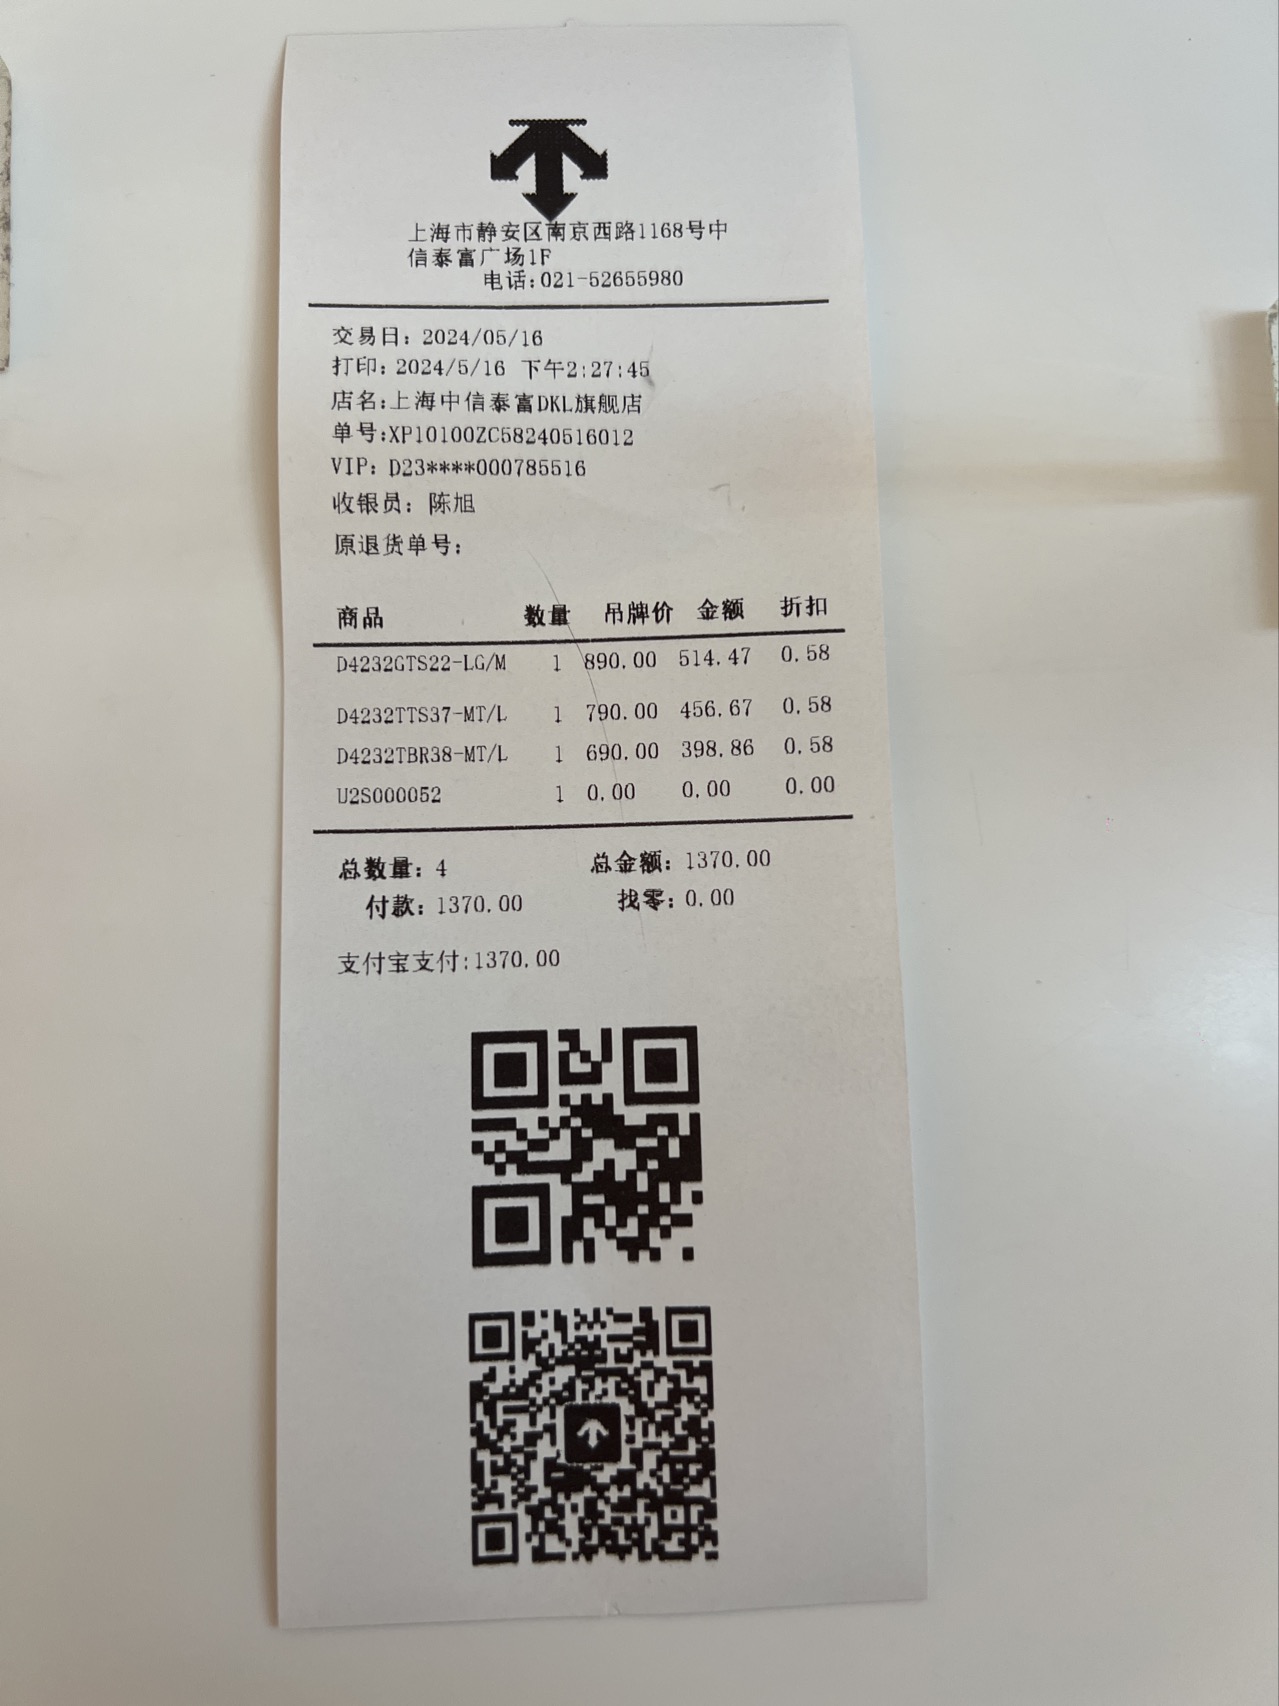 上海市静安区南京西路1168号中
信泰富广场1F
电话:021-52655980
交易日: 2024/05/16
打印: 2024/5/16 下午2:27:45
店名:上海中信泰富DKL旗舰店
单号:XP10100ZC58240516012
VIP: D23****000785516
收银员: 陈旭
原退货单号:
商品 数量 吊牌价 金额 折扣
D4232GTS22-LG/M 1 890.00 514.47 0.58
D4232TTS37-MT/L 1 790.00 456.67 0.58
D4232TBR38-MT/L 1 690.00 398.86 0.58
U2S000052 1 0.00 0.00 0.00
总数量: 4 总金额: 1370.00
付款: 1370.00 找零: 0.00
支付宝支付:1370.00